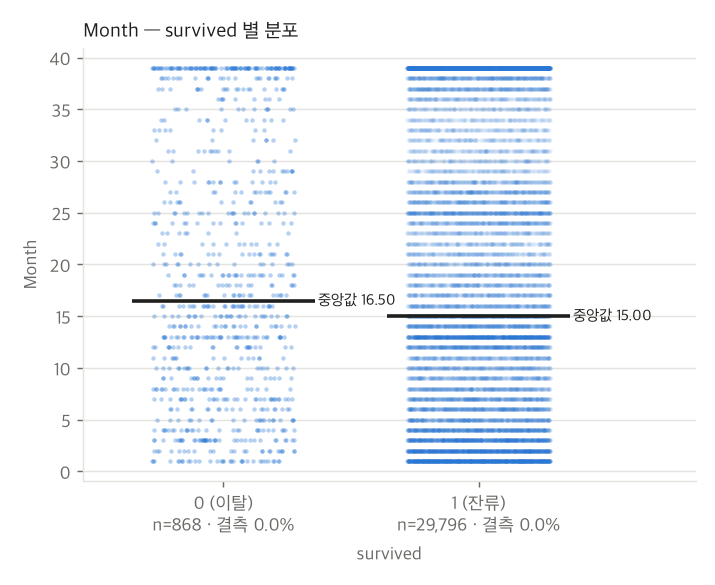 Month — survived 별 분포
40
35
30
25
20
15
10
5
0
Month
중앙값 16.50
중앙값 15.00
0 (이탈)
n=868 · 결측 0.0%
1 (잔류)
n=29,796 · 결측 0.0%
survived